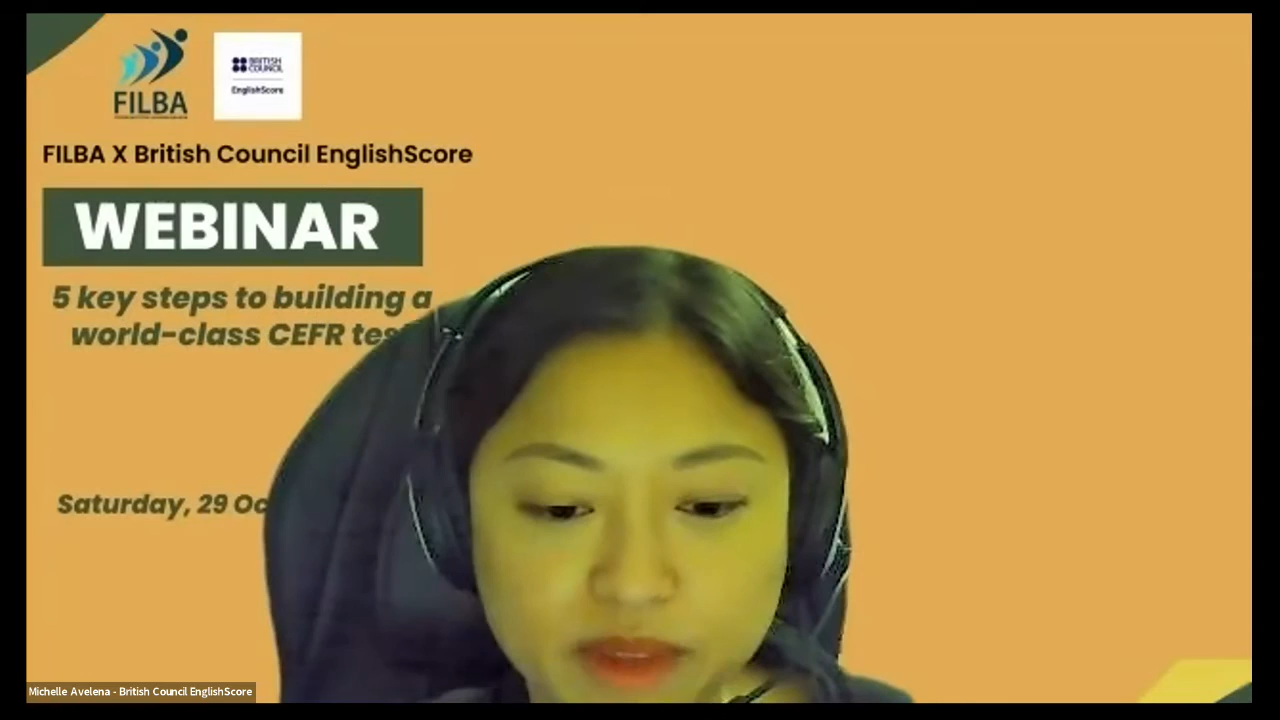 FILBA
BRITISH
COUNCIL
EnglishScore
FILBA X British Council EnglishScore
WEBINAR
5 key steps to building a
world-class CEFR tes
Saturday, 29 Oc
Michelle Avelena - British Council EnglishScore